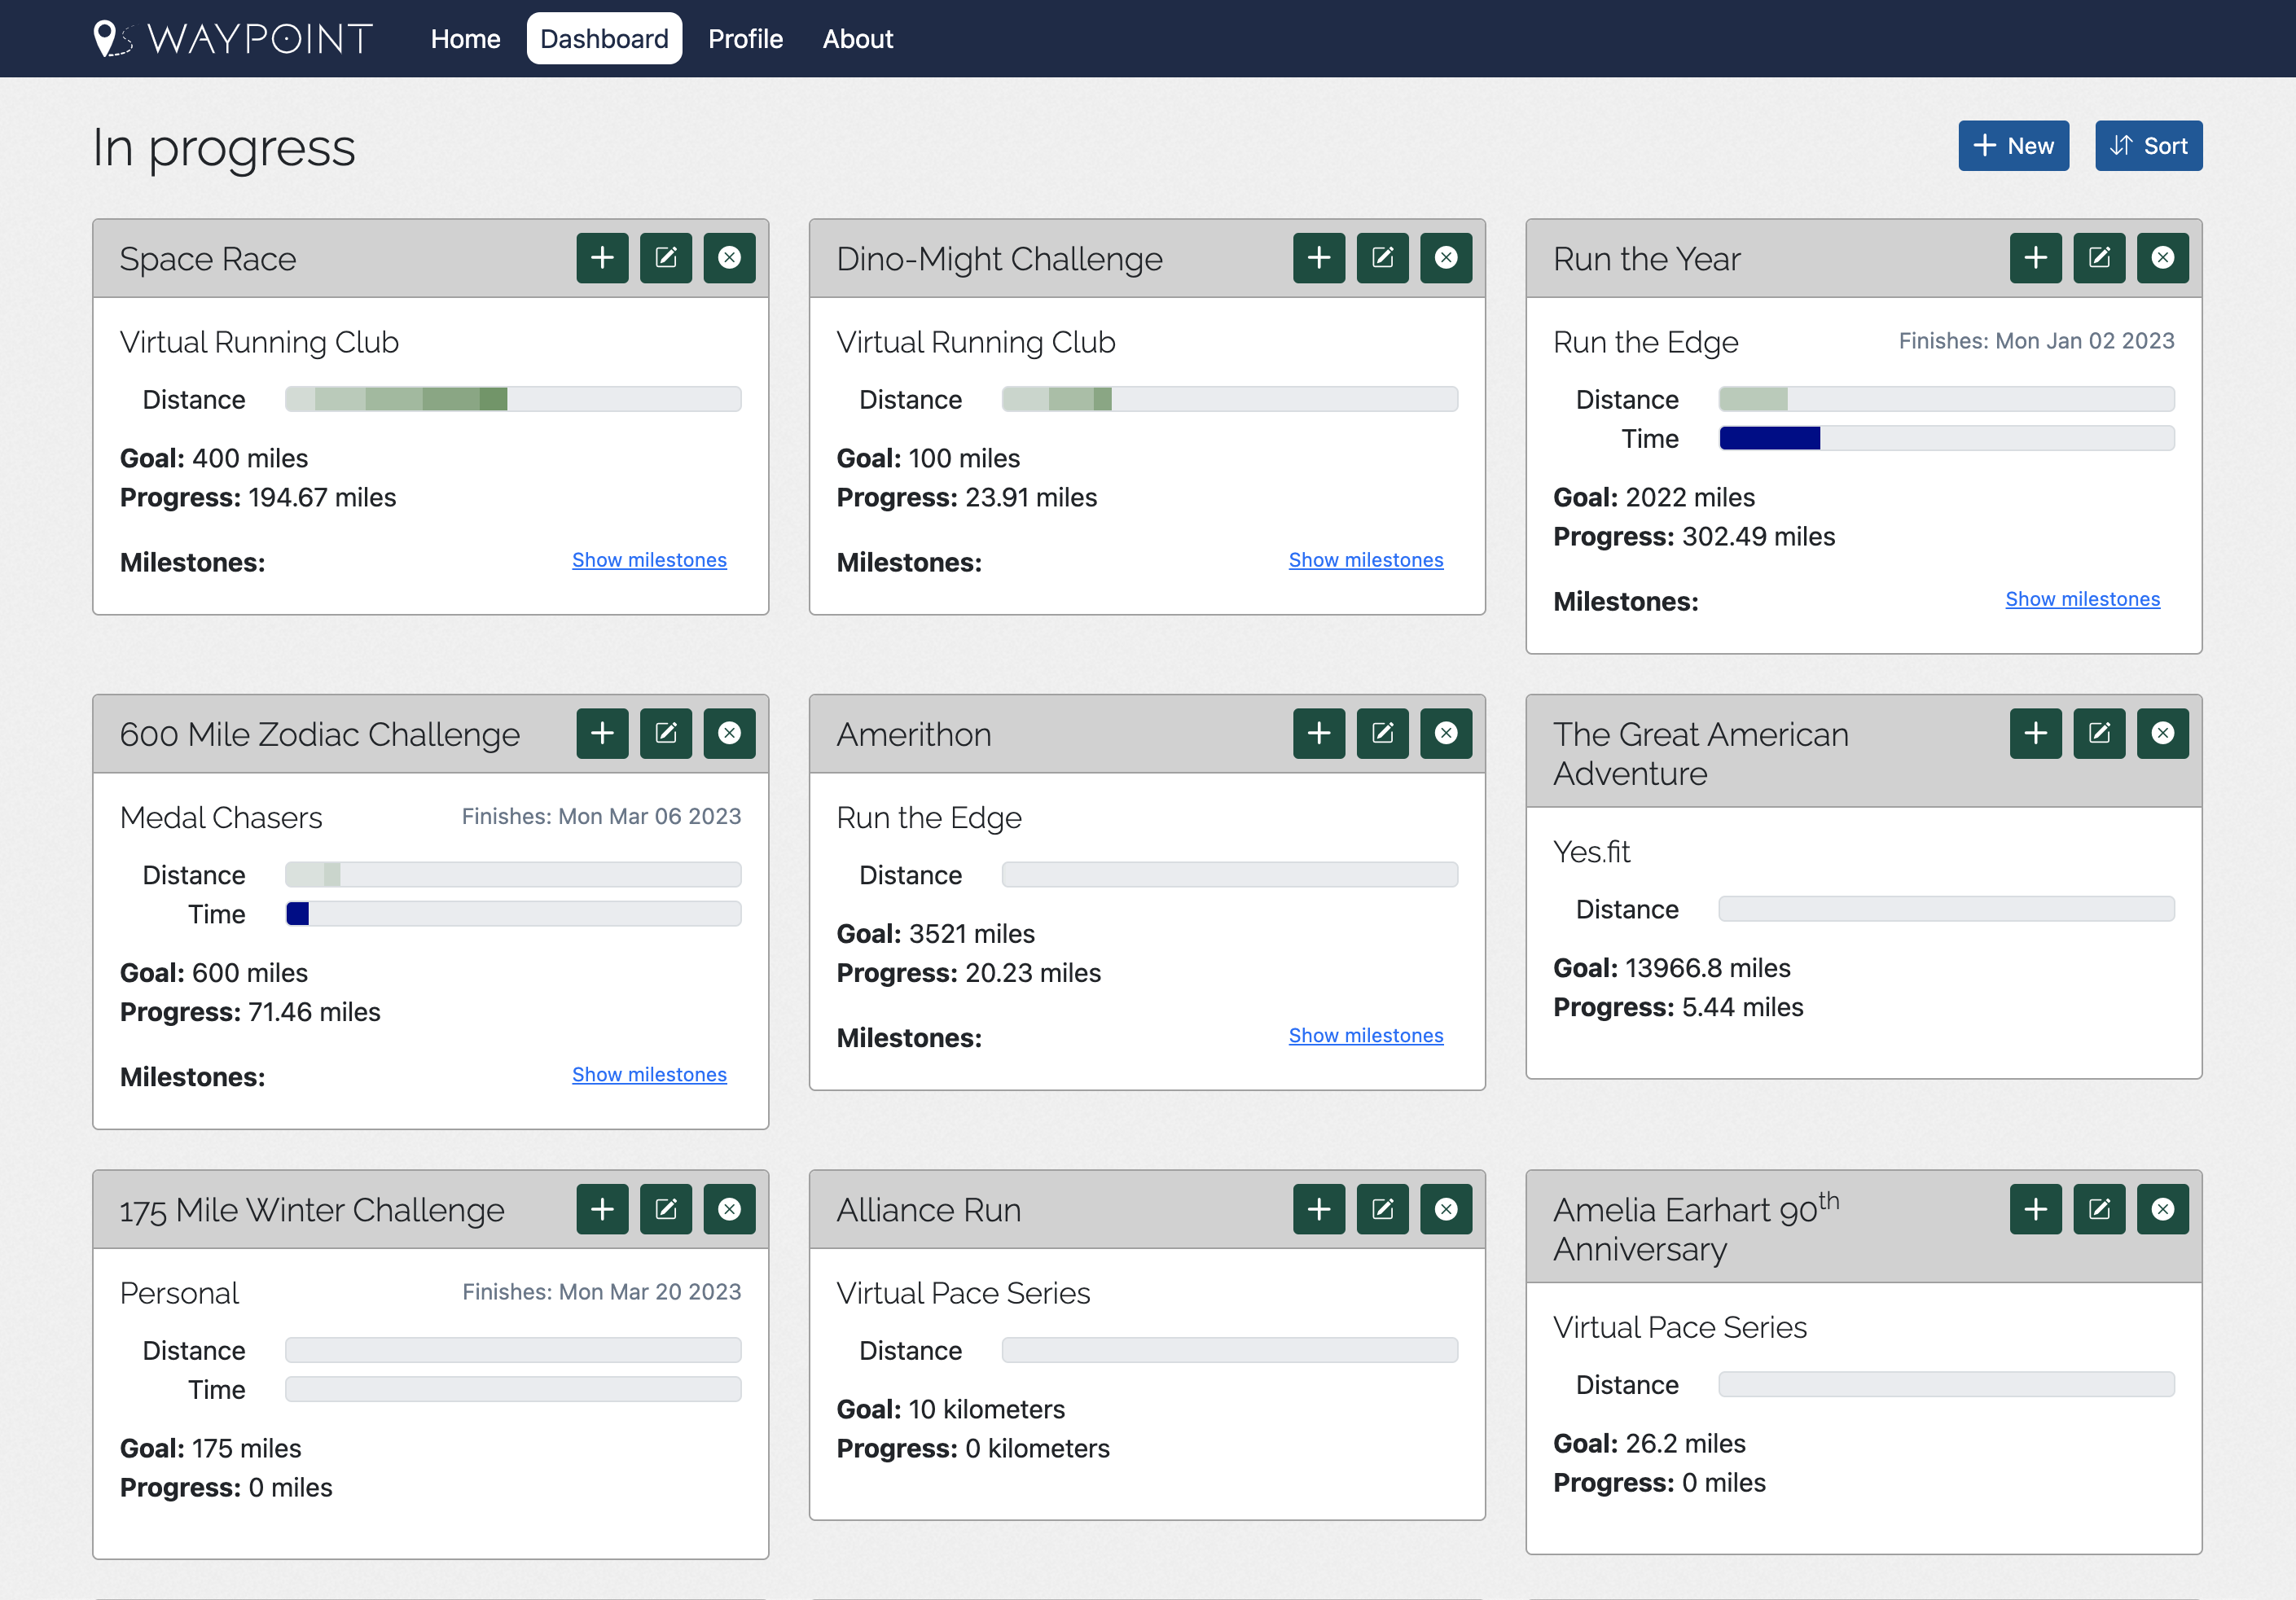 WAYPOINT Home Dashboard Profile About
In progress
New Sort
Space Race
Virtual Running Club
Distance
Goal: 400 miles
Progress: 194.67 miles
Milestones: Show milestones
Dino-Might Challenge
Virtual Running Club
Distance
Goal: 100 miles
Progress: 23.91 miles
Milestones: Show milestones
Run the Year
Run the Edge Finishes: Mon Jan 02 2023
Distance
Time
Goal: 2022 miles
Progress: 302.49 miles
Milestones: Show milestones
600 Mile Zodiac Challenge
Medal Chasers Finishes: Mon Mar 06 2023
Distance
Time
Goal: 600 miles
Progress: 71.46 miles
Milestones: Show milestones
Amerithon
Run the Edge
Distance
Goal: 3521 miles
Progress: 20.23 miles
Milestones: Show milestones
The Great American
Adventure
Yes.fit
Distance
Goal: 13966.8 miles
Progress: 5.44 miles
175 Mile Winter Challenge
Personal Finishes: Mon Mar 20 2023
Distance
Time
Goal: 175 miles
Progress: 0 miles
Alliance Run
Virtual Pace Series
Distance
Goal: 10 kilometers
Progress: 0 kilometers
Amelia Earhart 90th
Anniversary
Virtual Pace Series
Distance
Goal: 26.2 miles
Progress: 0 miles